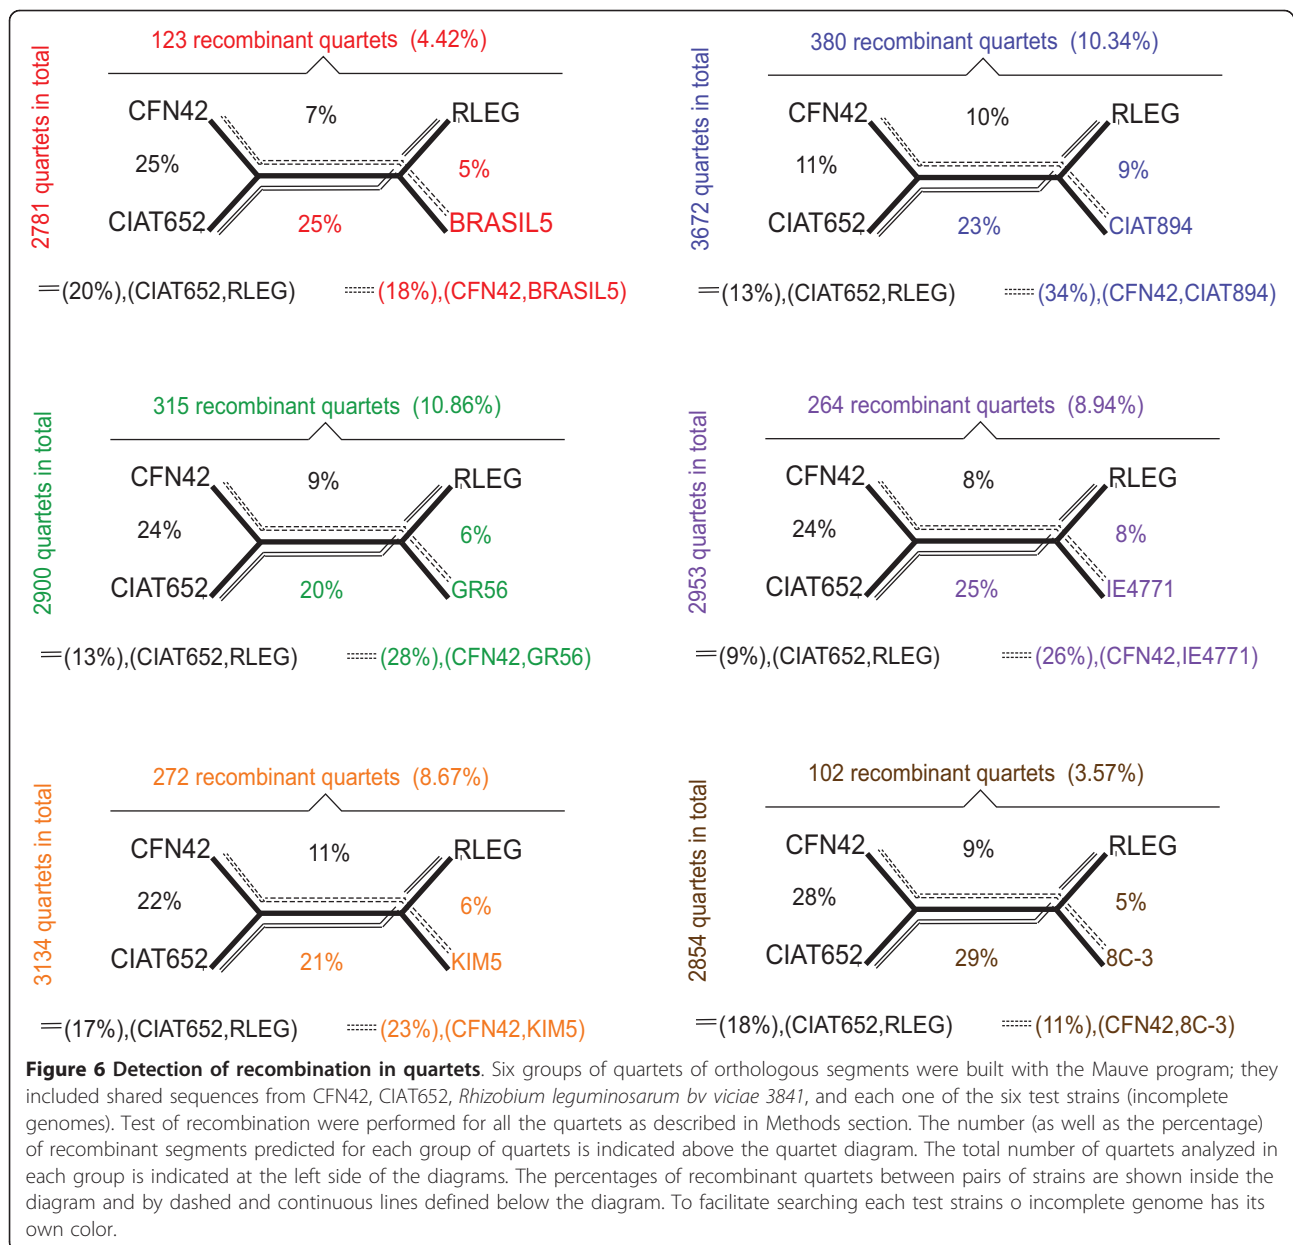 123 recombinant quartets (4.42%)
2781 quartets in total
CFN42
7%
RLEG
25%
5%
CIAT652
25%
BRASIL5
(20%),(CIAT652,RLEG)
(18%),(CFN42,BRASIL5)
380 recombinant quartets (10.34%)
3672 quartets in total
CFN42
10%
RLEG
11%
9%
CIAT652
23%
CIAT894
(13%),(CIAT652,RLEG)
(34%),(CFN42,CIAT894)
315 recombinant quartets (10.86%)
2900 quartets in total
CFN42
9%
RLEG
24%
6%
CIAT652
20%
GR56
(13%),(CIAT652,RLEG)
(28%),(CFN42,GR56)
264 recombinant quartets (8.94%)
2953 quartets in total
CFN42
8%
RLEG
24%
8%
CIAT652
25%
IE4771
(9%),(CIAT652,RLEG)
(26%),(CFN42,IE4771)
272 recombinant quartets (8.67%)
3134 quartets in total
CFN42
11%
RLEG
22%
6%
CIAT652
21%
KIM5
(17%),(CIAT652,RLEG)
(23%),(CFN42,KIM5)
102 recombinant quartets (3.57%)
2854 quartets in total
CFN42
9%
RLEG
28%
5%
CIAT652
29%
8C-3
(18%),(CIAT652,RLEG)
(11%),(CFN42,8C-3)
Figure 6 Detection of recombination in quartets. Six groups of quartets of orthologous segments were built with the Mauve program; they
included shared sequences from CFN42, CIAT652, Rhizobium leguminosarum bv viciae 3841, and each one of the six test strains (incomplete
genomes). Test of recombination were performed for all the quartets as described in Methods section. The number (as well as the percentage)
of recombinant segments predicted for each group of quartets is indicated above the quartet diagram. The total number of quartets analyzed in
each group is indicated at the left side of the diagrams. The percentages of recombinant quartets between pairs of strains are shown inside the
diagram and by dashed and continuous lines defined below the diagram. To facilitate searching each test strains o incomplete genome has its
own color.